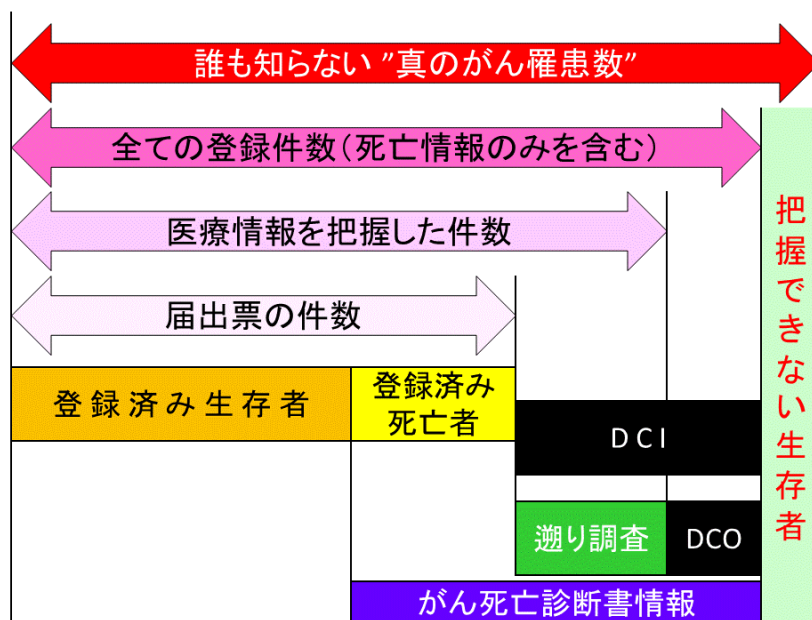 誰も知らない ”真のがん罹患数”
全ての登録件数（死亡情報のみを含む）
医療情報を把握した件数
届出票の件数
登録済み生存者
登録済み
死亡者
DCI
遡り調査
DCO
がん死亡診断書情報
把握できない生存者